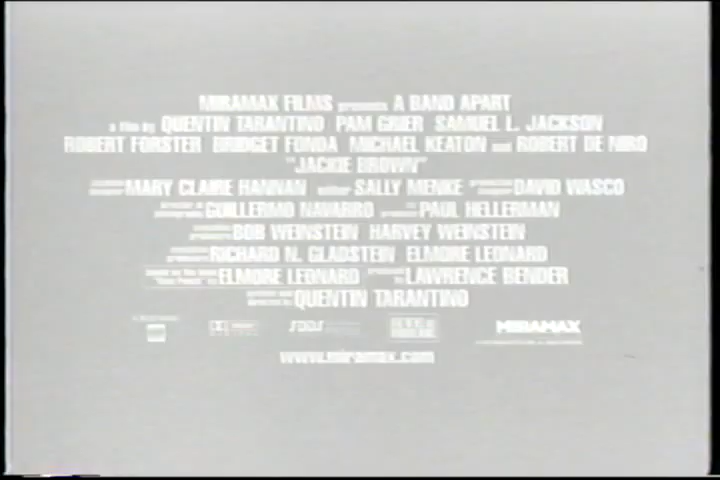 MIRAMAX FILMS presents A BAND APART
a film by QUENTIN TARANTINO PAM GRIER SAMUEL L. JACKSON
ROBERT FORSTER BRIDGET FONDA MICHAEL KEATON and ROBERT DE NIRO
"JACKIE BROWN"
MARY CLAIRE HANNAN editor SALLY MENKE DAVID WASCO
GUILLERMO NAVARRO PAUL HELLERMAN
BOB WEINSTEIN HARVEY WEINSTEIN
RICHARD N. GLADSTEIN ELMORE LEONARD
ELMORE LEONARD LAWRENCE BENDER
QUENTIN TARANTINO
SDDS MIRAMAX
www.miramax.com